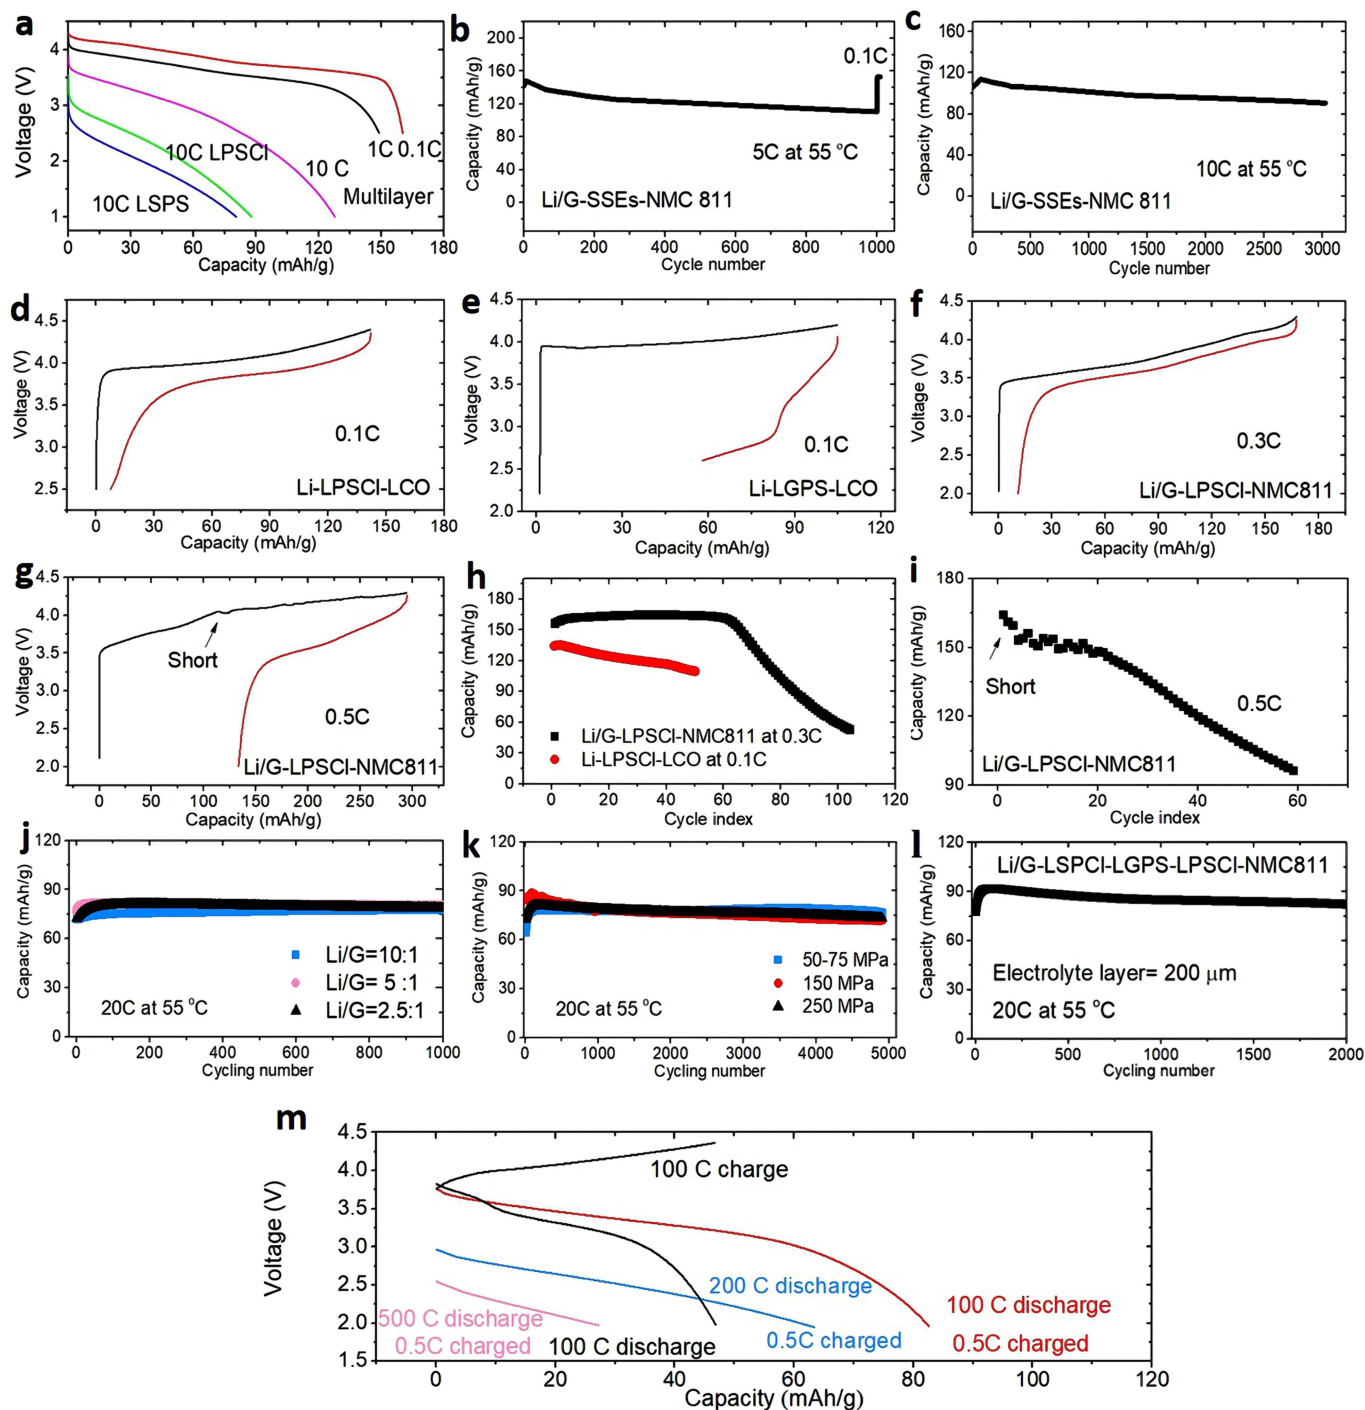 a
4
3
2
1
Voltage (V)
0
30
60
90
120
150
180
Capacity (mAh/g)
10C LPSCl
10C LSPS
10 C
1C 0.1C
Multilayer
b
200
160
120
80
40
0
Capacity (mAh/g)
0
200
400
600
800
1000
Cycle number
0.1C
5C at 55 °C
Li/G-SSEs-NMC 811
c
160
120
80
40
0
Capacity (mAh/g)
0
500
1000
1500
2000
2500
3000
Cycle number
10C at 55 °C
Li/G-SSEs-NMC 811
d
4.5
4.0
3.5
3.0
2.5
Voltage (V)
0
30
60
90
120
150
180
Capacity (mAh/g)
0.1C
Li-LPSCl-LCO
e
4.5
4.0
3.5
3.0
2.5
2.0
Voltage (V)
0
30
60
90
120
Capacity (mAh/g)
0.1C
Li-LGPS-LCO
f
4.5
4.0
3.5
3.0
2.5
2.0
Voltage (V)
0
30
60
90
120
150
180
Capacity (mAh/g)
0.3C
Li/G-LPSCl-NMC811
g
4.5
4.0
3.5
3.0
2.5
2.0
Voltage (V)
0
50
100
150
200
250
300
Capacity (mAh/g)
Short
0.5C
Li/G-LPSCl-NMC811
h
180
150
120
90
60
30
0
Capacity (mAh/g)
0
20
40
60
80
100
120
Cycle index
Li/G-LPSCl-NMC811 at 0.3C
Li-LPSCl-LCO at 0.1C
i
180
150
120
90
Capacity (mAh/g)
0
20
40
60
Cycle index
Short
0.5C
Li/G-LPSCl-NMC811
j
120
90
60
30
0
Capacity (mAh/g)
0
200
400
600
800
1000
Cycling number
Li/G=10:1
Li/G= 5 :1
Li/G=2.5:1
20C at 55 °C
k
120
90
60
30
0
Capacity (mAh/g)
0
1000
2000
3000
4000
5000
Cycling number
50-75 MPa
150 MPa
250 MPa
20C at 55 °C
l
120
90
60
30
0
Capacity (mAh/g)
0
500
1000
1500
2000
Cycling number
Li/G-LSPCl-LGPS-LPSCl-NMC811
Electrolyte layer= 200 μm
20C at 55 °C
m
4.5
4.0
3.5
3.0
2.5
2.0
1.5
Voltage (V)
0
20
40
60
80
100
120
Capacity (mAh/g)
100 C charge
200 C discharge
0.5C charged
100 C discharge
0.5C charged
500 C discharge
0.5C charged
100 C discharge